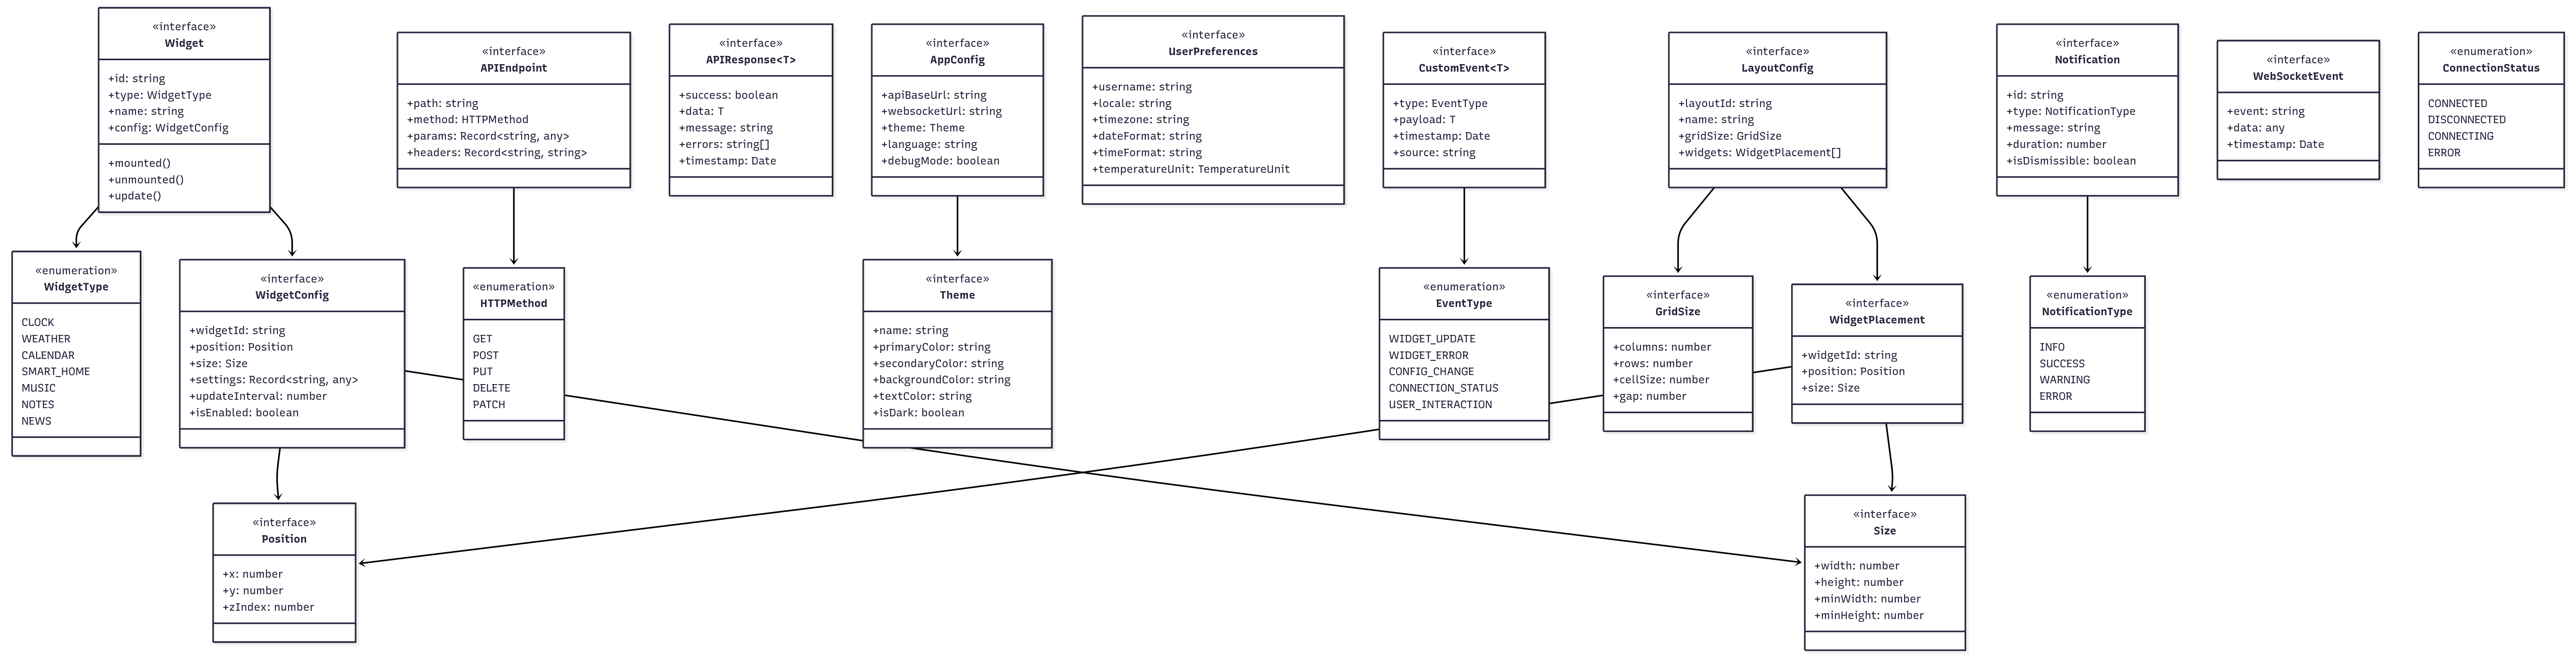 «interface»
Widget
+id: string
+type: WidgetType
+name: string
+config: WidgetConfig
+mounted()
+unmounted()
+update()
«interface»
APIEndpoint
+path: string
+method: HTTPMethod
+params: Record<string, any>
+headers: Record<string, string>
«interface»
APIResponse<T>
+success: boolean
+data: T
+message: string
+errors: string[]
+timestamp: Date
«interface»
AppConfig
+apiBaseUrl: string
+websocketUrl: string
+theme: Theme
+language: string
+debugMode: boolean
«interface»
UserPreferences
+username: string
+locale: string
+timezone: string
+dateFormat: string
+timeFormat: string
+temperatureUnit: TemperatureUnit
«interface»
CustomEvent<T>
+type: EventType
+payload: T
+timestamp: Date
+source: string
«interface»
LayoutConfig
+layoutId: string
+name: string
+gridSize: GridSize
+widgets: WidgetPlacement[]
«interface»
Notification
+id: string
+type: NotificationType
+message: string
+duration: number
+isDismissible: boolean
«interface»
WebSocketEvent
+event: string
+data: any
+timestamp: Date
«enumeration»
ConnectionStatus
CONNECTED
DISCONNECTED
CONNECTING
ERROR
«enumeration»
WidgetType
CLOCK
WEATHER
CALENDAR
SMART_HOME
MUSIC
NOTES
NEWS
«interface»
WidgetConfig
+widgetId: string
+position: Position
+size: Size
+settings: Record<string, any>
+updateInterval: number
+isEnabled: boolean
«enumeration»
HTTPMethod
GET
POST
PUT
DELETE
PATCH
«interface»
Theme
+name: string
+primaryColor: string
+secondaryColor: string
+backgroundColor: string
+textColor: string
+isDark: boolean
«enumeration»
EventType
WIDGET_UPDATE
WIDGET_ERROR
CONFIG_CHANGE
CONNECTION_STATUS
USER_INTERACTION
«interface»
GridSize
+columns: number
+rows: number
+cellSize: number
+gap: number
«interface»
WidgetPlacement
+widgetId: string
+position: Position
+size: Size
«enumeration»
NotificationType
INFO
SUCCESS
WARNING
ERROR
«interface»
Position
+x: number
+y: number
+zIndex: number
«interface»
Size
+width: number
+height: number
+minWidth: number
+minHeight: number